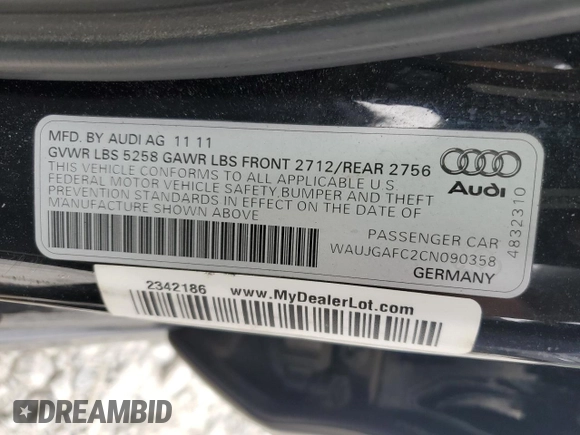 MFD. BY AUDI AG 11 11
GVWR LBS 5258 GAWR LBS FRONT 2712/REAR 2756
THIS VEHICLE CONFORMS TO ALL APPLICABLE U.S.
FEDERAL MOTOR VEHICLE SAFETY,BUMPER AND THEFT
PREVENTION STANDARDS IN EFFECT ON THE DATE OF
MANUFACTURE SHOWN ABOVE
Audi
4832310
PASSENGER CAR
WAUJGAFC2CN090358
GERMANY
2342186 www.MyDealerLot.com
DREAMBID